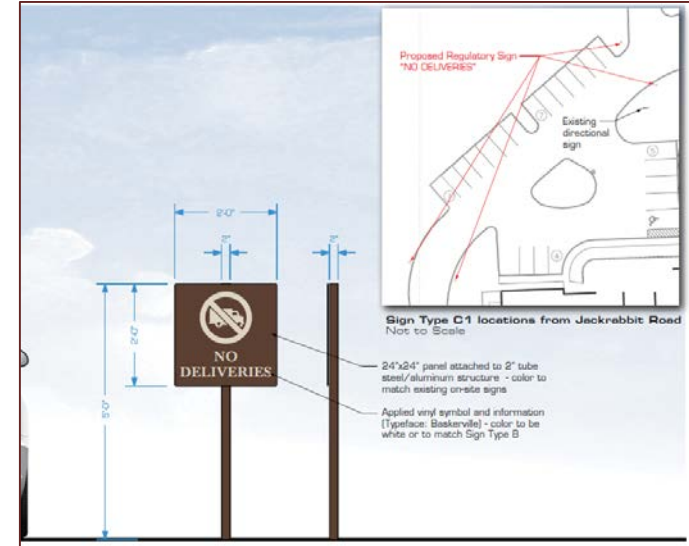 Proposed Regulatory Sign
"NO DELIVERIES"
Existing
directional
sign
Sign Type C1 locations from Jackrabbit Road
Not to Scale
2'-0"
2"
2"
2'-0"
5'-0"
NO
DELIVERIES
24"x24" panel attached to 2" tube
steel/aluminum structure - color to
match existing on-site signs
Applied vinyl symbol and information
(Typeface: Baskerville) - color to be
white or to match Sign Type B